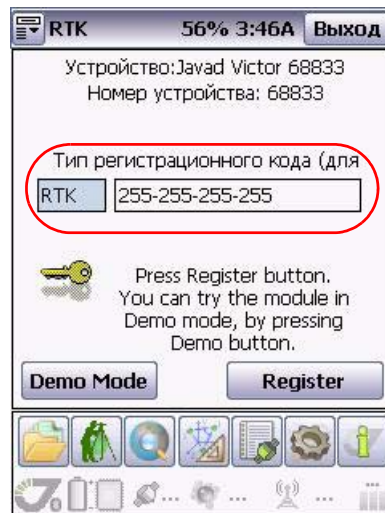 RTK 56% 3:46A Выход
Устройство:Javad Victor 68833
Номер устройства: 68833
Тип регистрационного кода (для
RTK 255-255-255-255
Press Register button.
You can try the module in
Demo mode, by pressing
Demo button.
Demo Mode Register
... ... ...